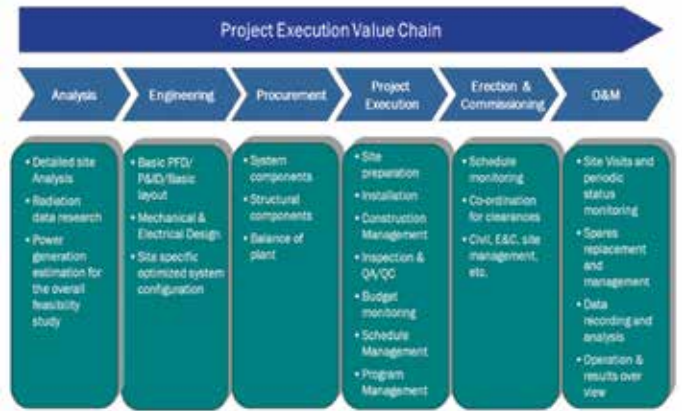 Project Execution Value Chain
Analysis
Engineering
Procurement
Project
Execution
Erection &
Commissioning
O&M
• Detailed site
Analysis
• Radiation
data research
• Power
generation
estimation for
the overall
feasibility
study
• Basic PFD/
P&ID/Basic
layout
• Mechanical &
Electrical Design
• Site specific
optimized system
configuration
• System
components
• Structural
components
• Balance of
plant
• Site
preparation
• Installation
• Construction
Management
• Inspection &
QA/QC
• Budget
monitoring
• Schedule
Management
• Program
Management
• Schedule
monitoring
• Co-ordination
for clearances
• Civil, E&C, site
management,
etc.
• Site Visits and
periodic
status
monitoring
• Spares
replacement
and
management
• Data
recording and
analysis
• Operation &
results over
view